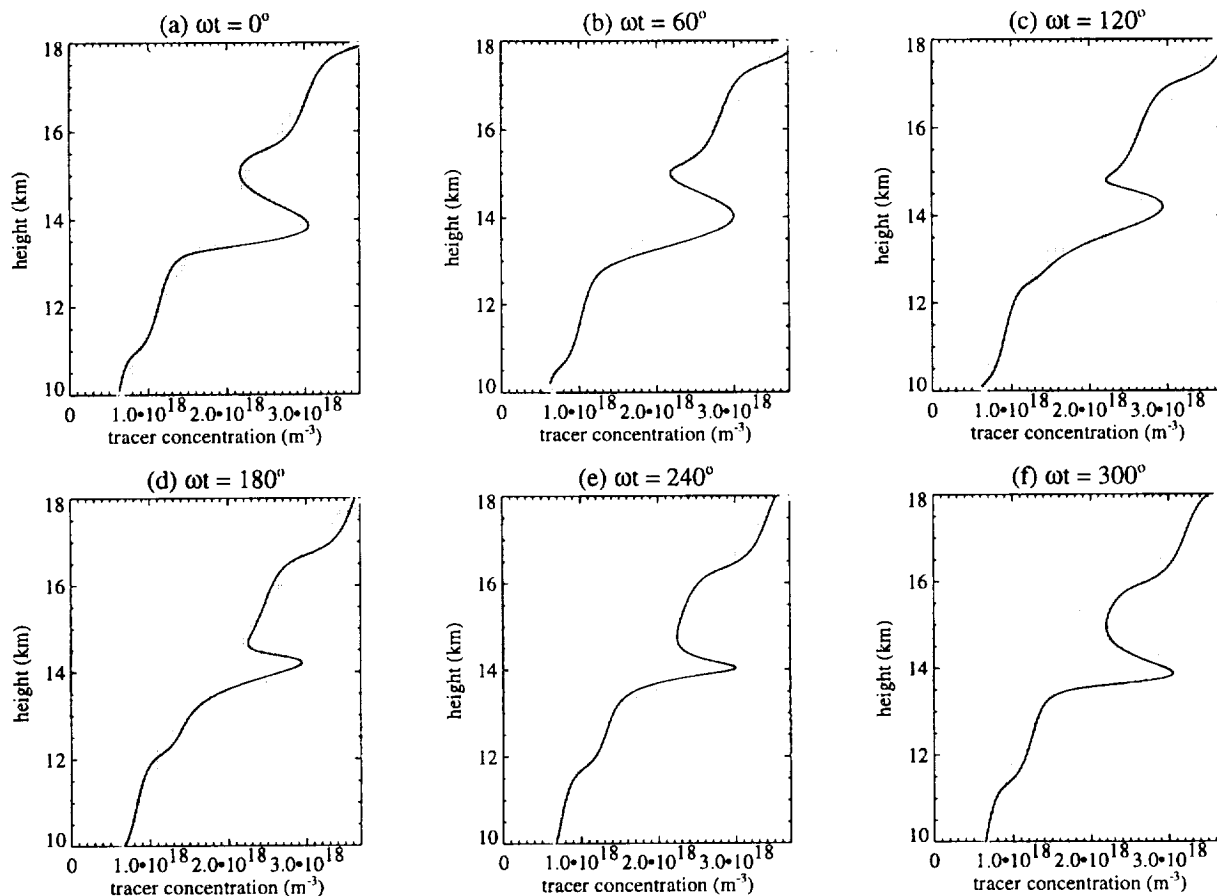 (a) ωt = 0°
18
16
14
12
10
height (km)
0 1.0•10^18 2.0•10^18 3.0•10^18
tracer concentration (m^-3)
(b) ωt = 60°
18
16
14
12
10
height (km)
0 1.0•10^18 2.0•10^18 3.0•10^18
tracer concentration (m^-3)
(c) ωt = 120°
18
16
14
12
10
height (km)
0 1.0•10^18 2.0•10^18 3.0•10^18
tracer concentration (m^-3)
(d) ωt = 180°
18
16
14
12
10
height (km)
0 1.0•10^18 2.0•10^18 3.0•10^18
tracer concentration (m^-3)
(e) ωt = 240°
18
16
14
12
10
height (km)
0 1.0•10^18 2.0•10^18 3.0•10^18
tracer concentration (m^-3)
(f) ωt = 300°
18
16
14
12
10
height (km)
0 1.0•10^18 2.0•10^18 3.0•10^18
tracer concentration (m^-3)